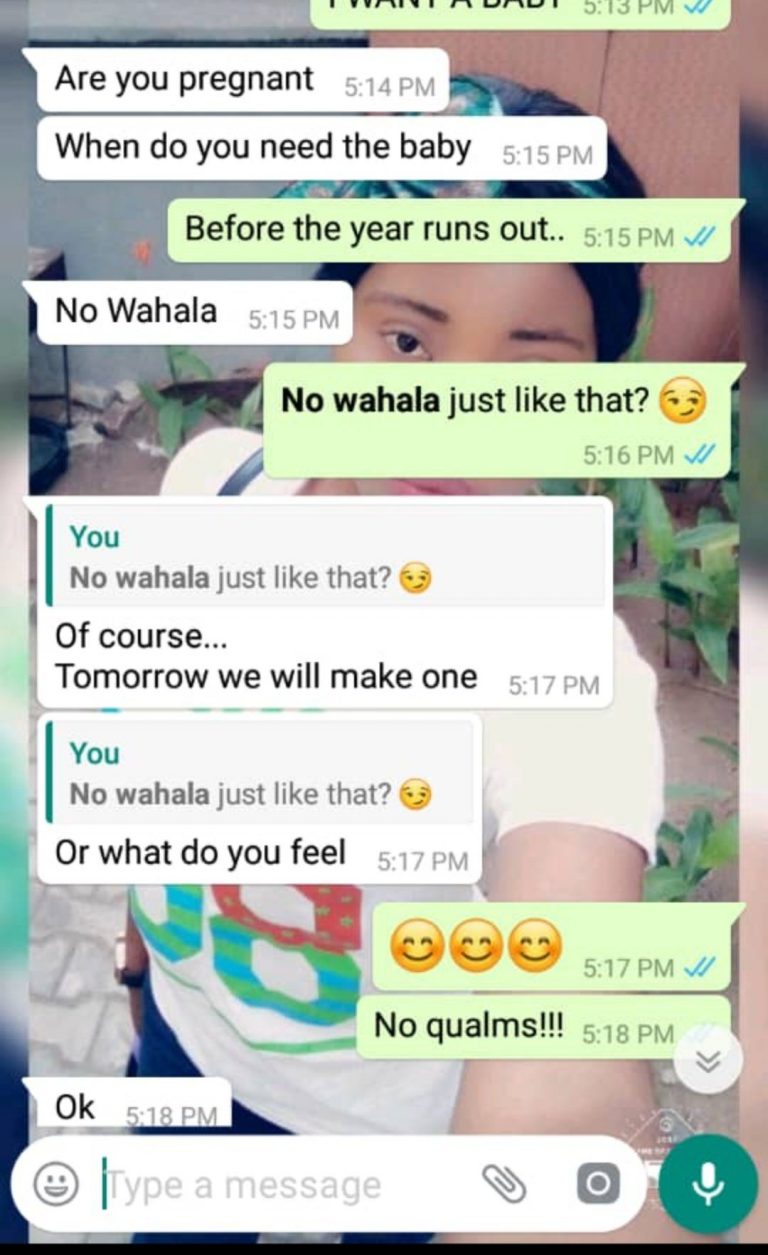 I WANT A BABY 5:13 PM
Are you pregnant 5:14 PM
When do you need the baby 5:15 PM
Before the year runs out.. 5:15 PM
No Wahala 5:15 PM
No wahala just like that? 😏
5:16 PM
You
No wahala just like that? 😏
Of course...
Tomorrow we will make one 5:17 PM
You
No wahala just like that? 😏
Or what do you feel 5:17 PM
😊😊😊 5:17 PM
No qualms!!! 5:18 PM
Ok 5:18 PM
Type a message